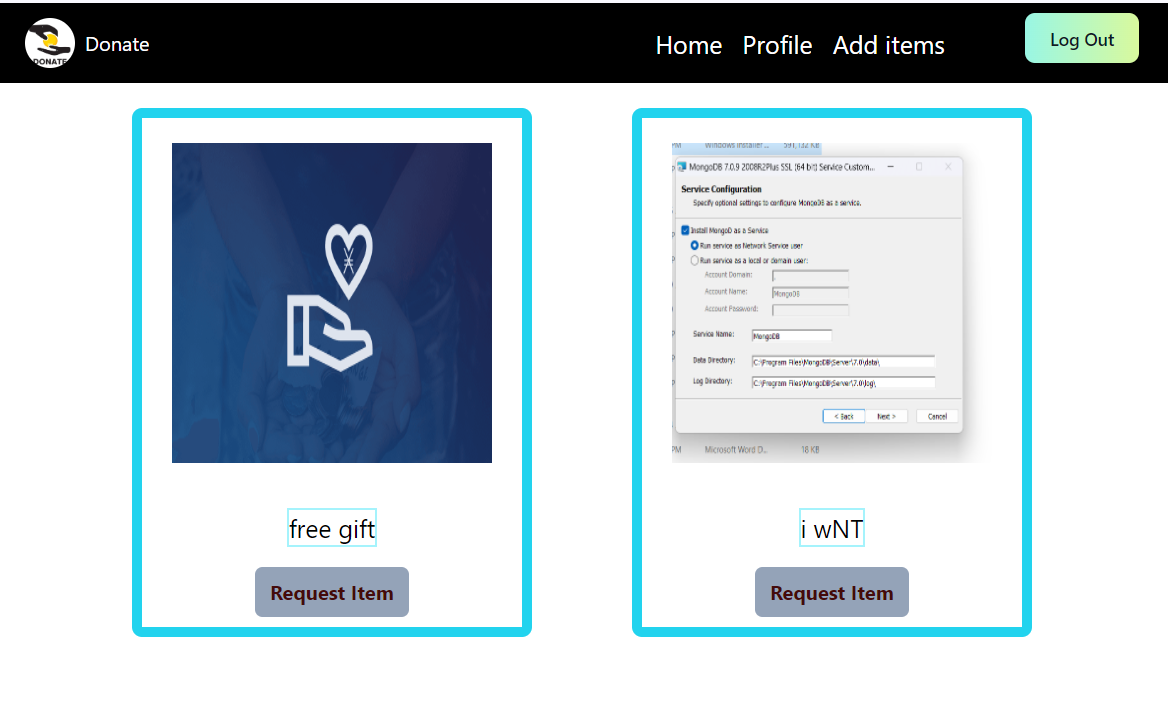 DONATE
Donate
Home Profile Add items
Log Out
PM Windows Installer ... 591,132 KB
MongoDB 7.0.9 2008R2Plus SSL (64 bit) Service Custom...
Service Configuration
Specify optional settings to configure MongoDB as a service.
Install MongoD as a Service
Run service as Network Service user
Run service as a local or domain user:
Account Domain: .
Account Name: MongoDB
Account Password:
Service Name: MongoDB
Data Directory: C:\Program Files\MongoDB\Server\7.0\data\
Log Directory: C:\Program Files\MongoDB\Server\7.0\log\
< Back Next > Cancel
PM Microsoft Word D... 18 KB
free gift
i wNT
Request Item
Request Item